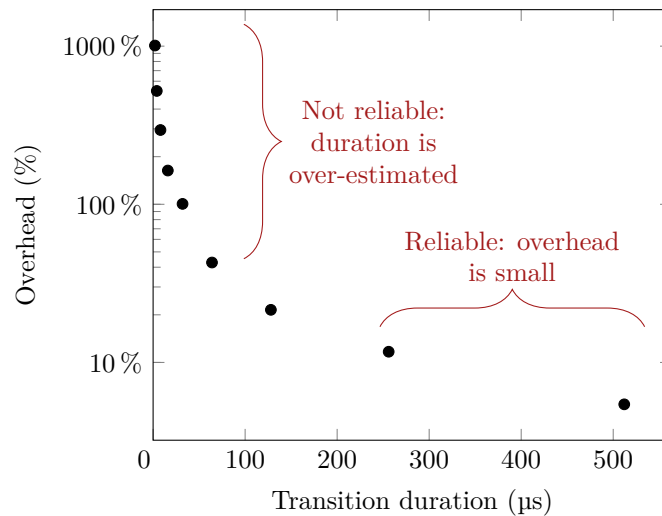 1000 %
100 %
10 %
Overhead (%)
Not reliable:
duration is
over-estimated
Reliable: overhead
is small
0 100 200 300 400 500
Transition duration (µs)